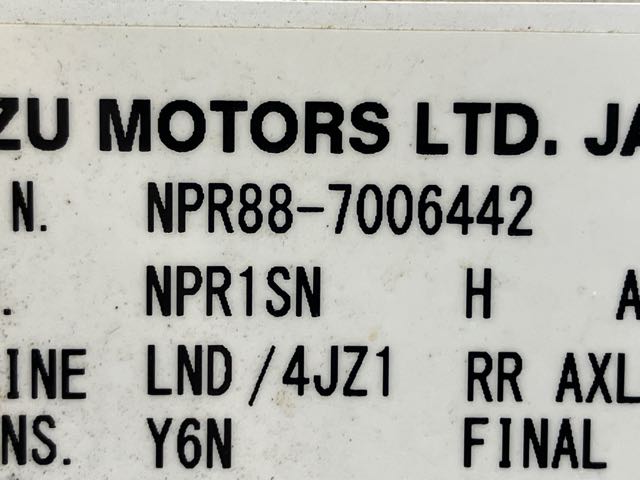 ZU MOTORS LTD. JA
N. NPR88-7006442
. NPR1SN H A
INE LND/4JZ1 RR AXL
NS. Y6N FINAL